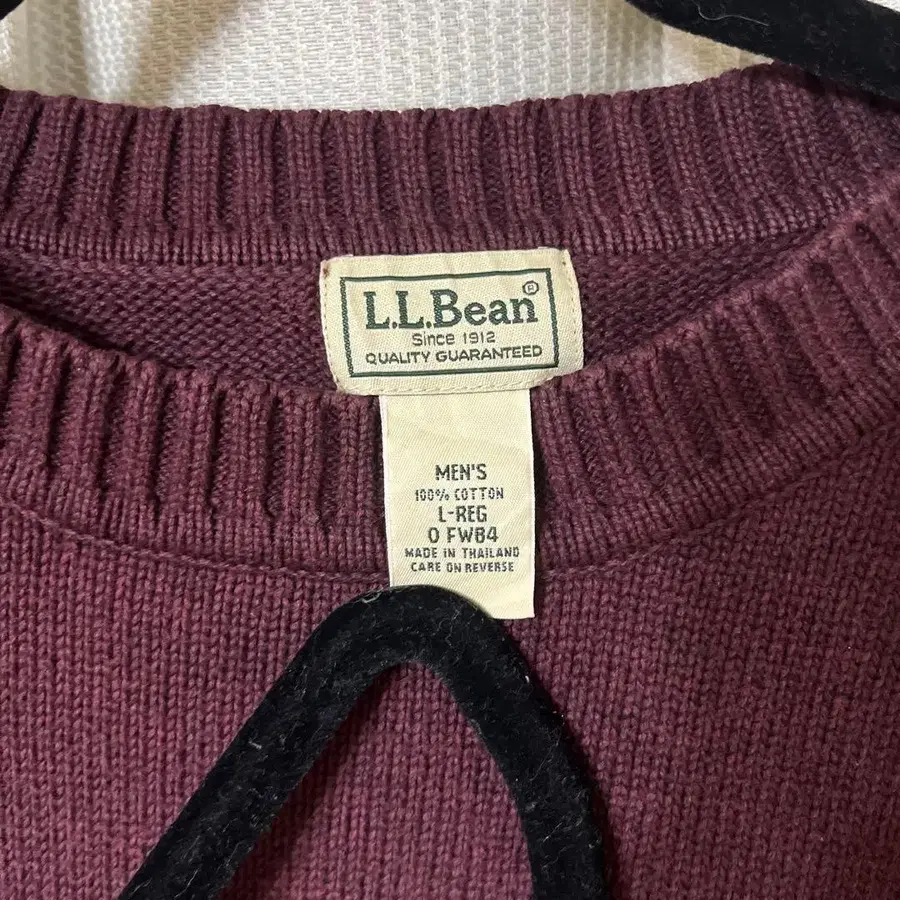 L.L.Bean®
Since 1912
QUALITY GUARANTEED
MEN'S
100% COTTON
L-REG
0 FWB4
MADE IN THAILAND
CARE ON REVERSE